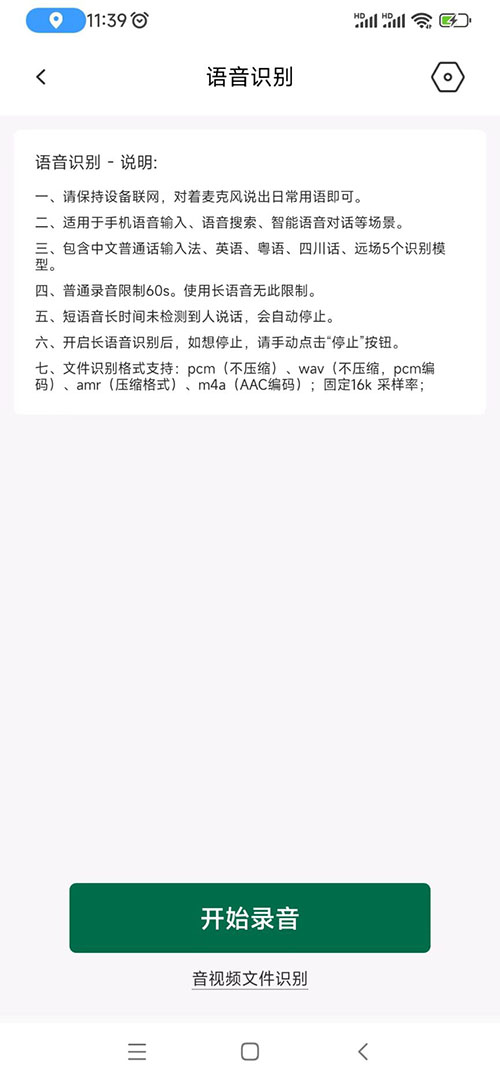 11:39
HD HD
语音识别
语音识别 - 说明:
一、请保持设备联网，对着麦克风说出日常用语即可。
二、适用于手机语音输入、语音搜索、智能语音对话等场景。
三、包含中文普通话输入法、英语、粤语、四川话、远场5个识别模
型。
四、普通录音限制60s。使用长语音无此限制。
五、短语音长时间未检测到人说话，会自动停止。
六、开启长语音识别后，如想停止，请手动点击“停止”按钮。
七、文件识别格式支持：pcm（不压缩）、wav（不压缩，pcm编
码）、amr（压缩格式）、m4a（AAC编码）；固定16k 采样率；
开始录音
音视频文件识别